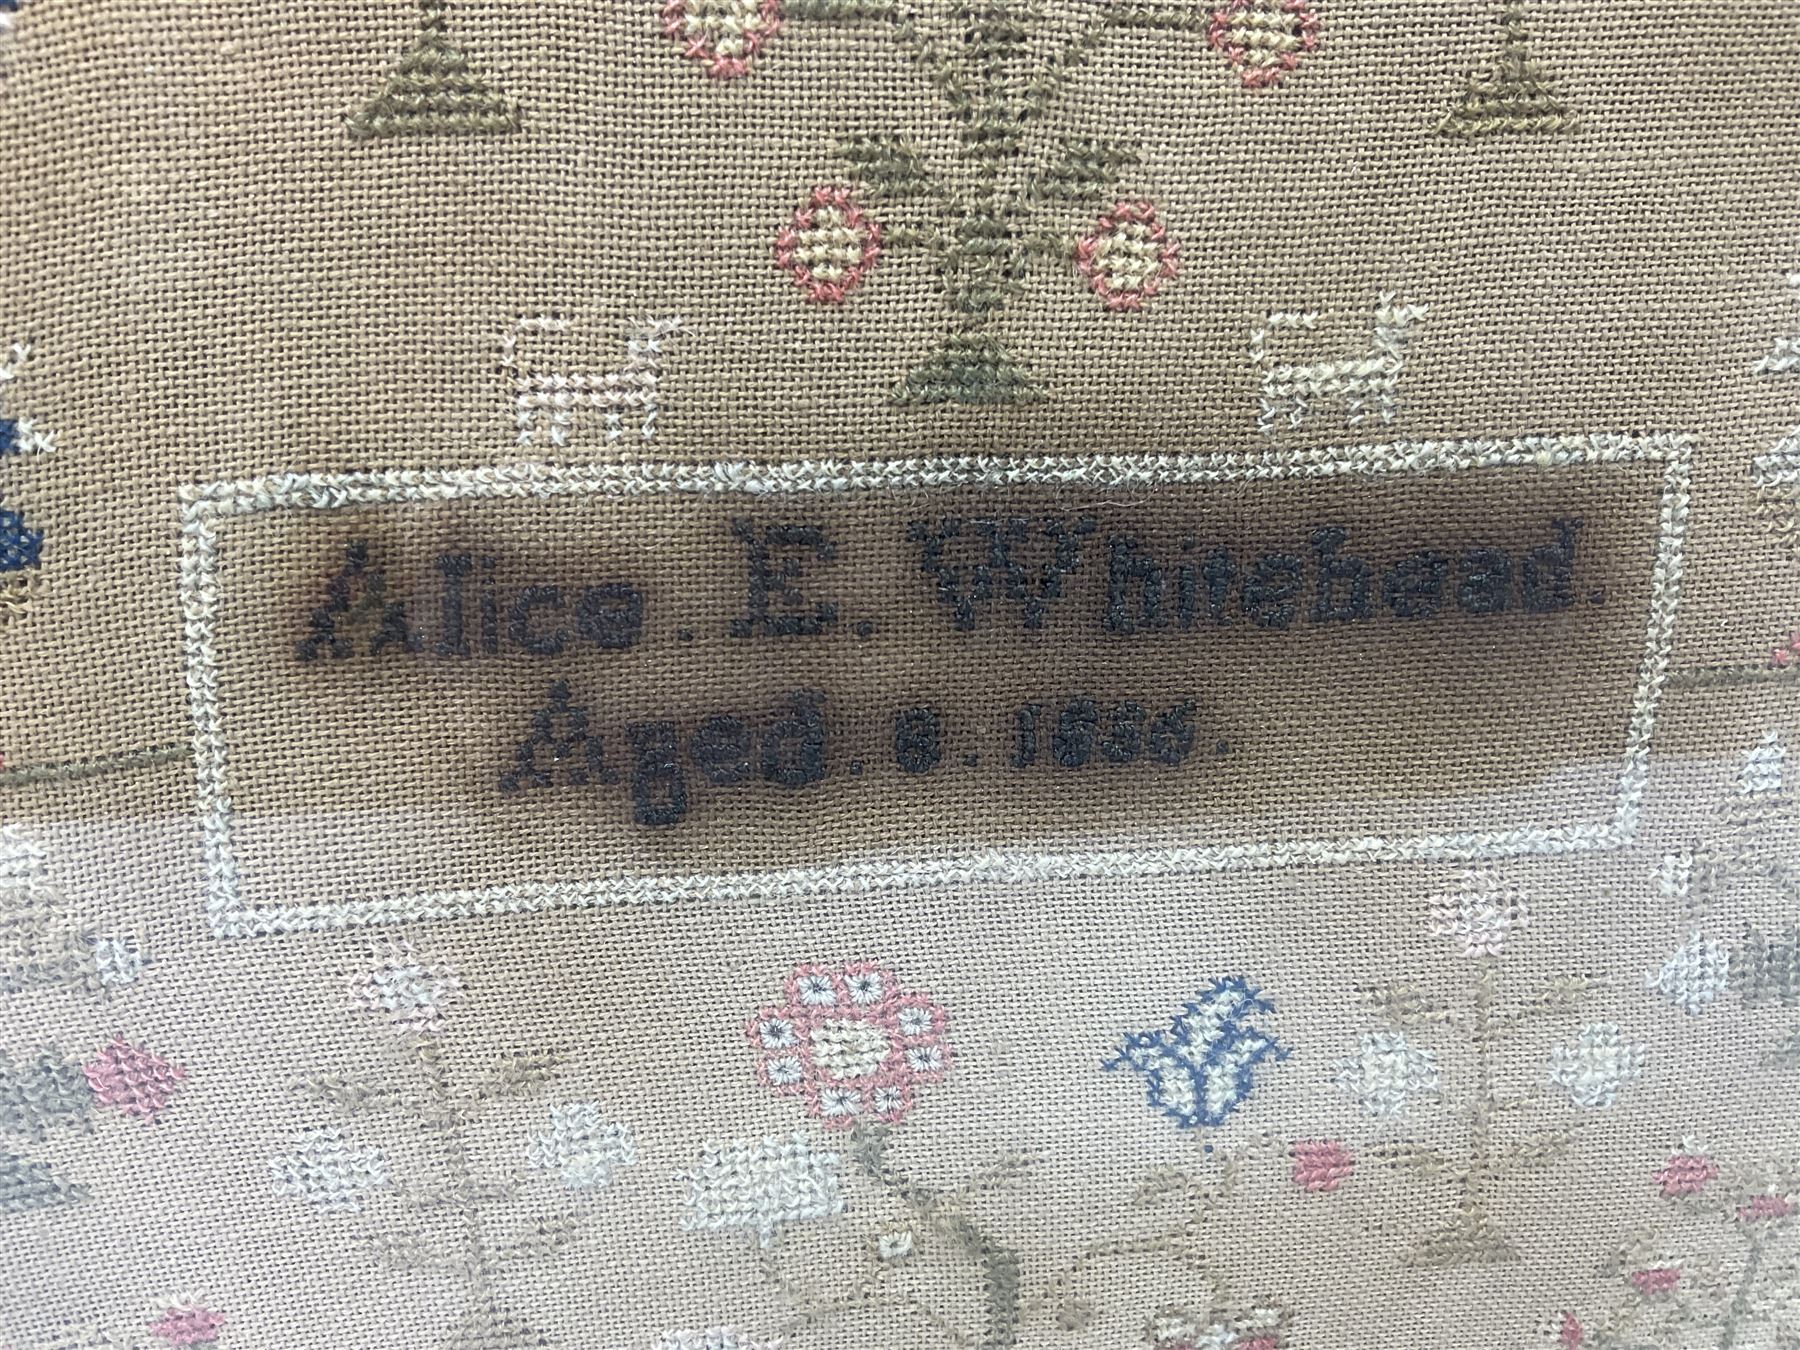 Alice . E . Whitehead .
Aged . 8 . 1836 .